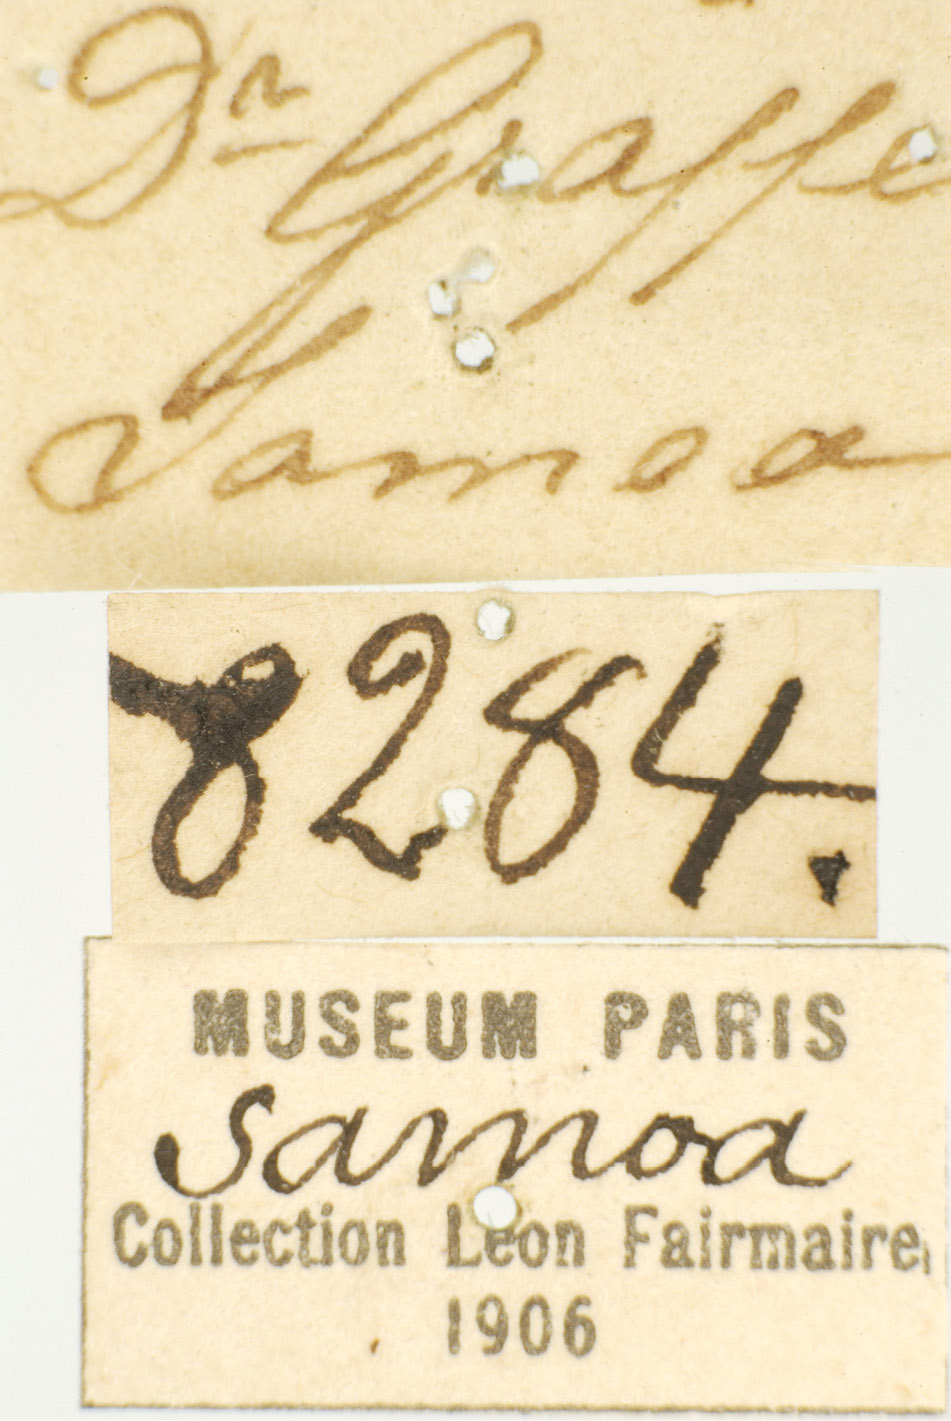 Dr Graffe
Samoa
8284.
MUSEUM PARIS
Samoa
Collection Léon Fairmaire
1906